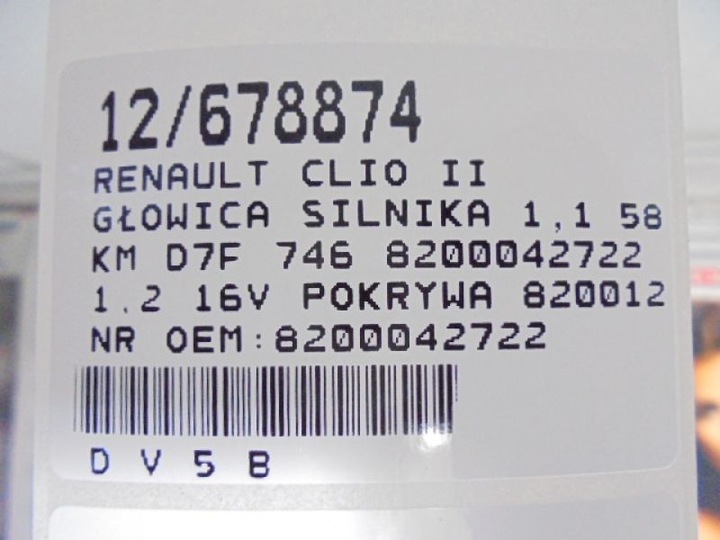 12/678874
RENAULT CLIO II
GŁOWICA SILNIKA 1,1 58
KM D7F 746 8200042722
1.2 16V POKRYWA 820012
NR OEM:8200042722
D V 5 B